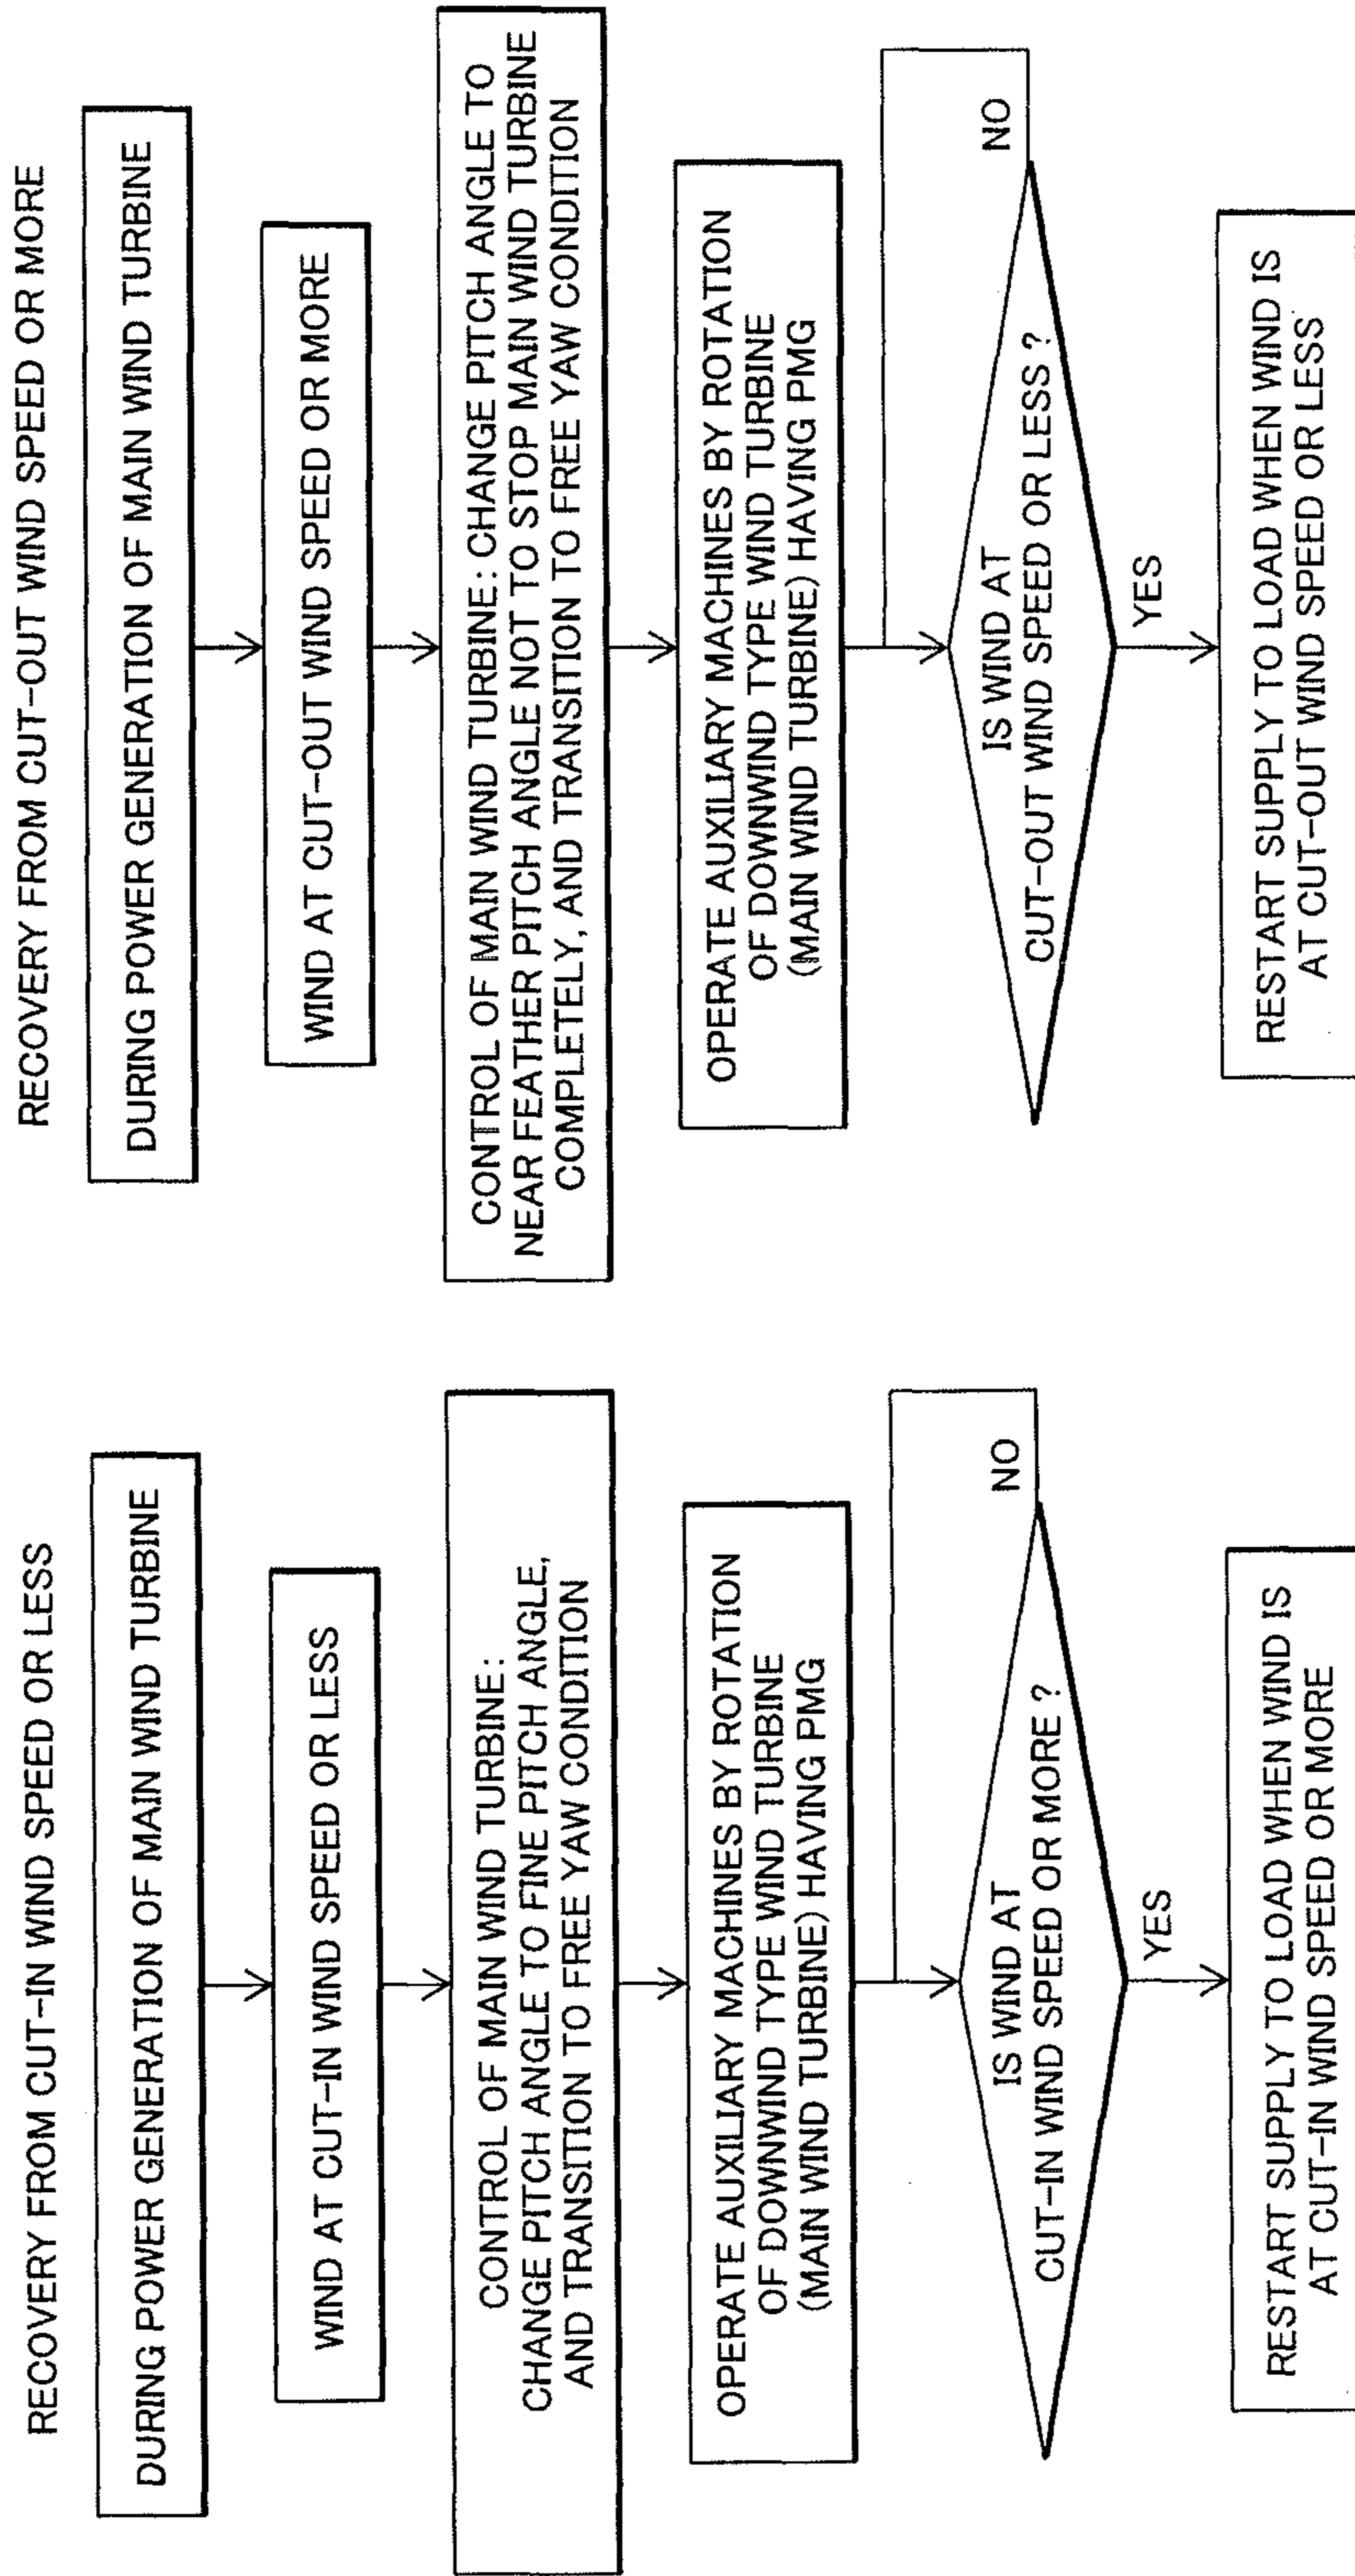 RECOVERY FROM CUT-IN WIND SPEED OR LESS
DURING POWER GENERATION OF MAIN WIND TURBINE
WIND AT CUT-IN WIND SPEED OR LESS
CONTROL OF MAIN WIND TURBINE:
CHANGE PITCH ANGLE TO FINE PITCH ANGLE,
AND TRANSITION TO FREE YAW CONDITION
OPERATE AUXILIARY MACHINES BY ROTATION
OF DOWNWIND TYPE WIND TURBINE
(MAIN WIND TURBINE) HAVING PMG
IS WIND AT
CUT-IN WIND SPEED OR MORE ?
NO
YES
RESTART SUPPLY TO LOAD WHEN WIND IS
AT CUT-IN WIND SPEED OR MORE
RECOVERY FROM CUT-OUT WIND SPEED OR MORE
DURING POWER GENERATION OF MAIN WIND TURBINE
WIND AT CUT-OUT WIND SPEED OR MORE
CONTROL OF MAIN WIND TURBINE: CHANGE PITCH ANGLE TO
NEAR FEATHER PITCH ANGLE NOT TO STOP MAIN WIND TURBINE
COMPLETELY, AND TRANSITION TO FREE YAW CONDITION
OPERATE AUXILIARY MACHINES BY ROTATION
OF DOWNWIND TYPE WIND TURBINE
(MAIN WIND TURBINE) HAVING PMG
IS WIND AT
CUT-OUT WIND SPEED OR LESS ?
NO
YES
RESTART SUPPLY TO LOAD WHEN WIND IS
AT CUT-OUT WIND SPEED OR LESS